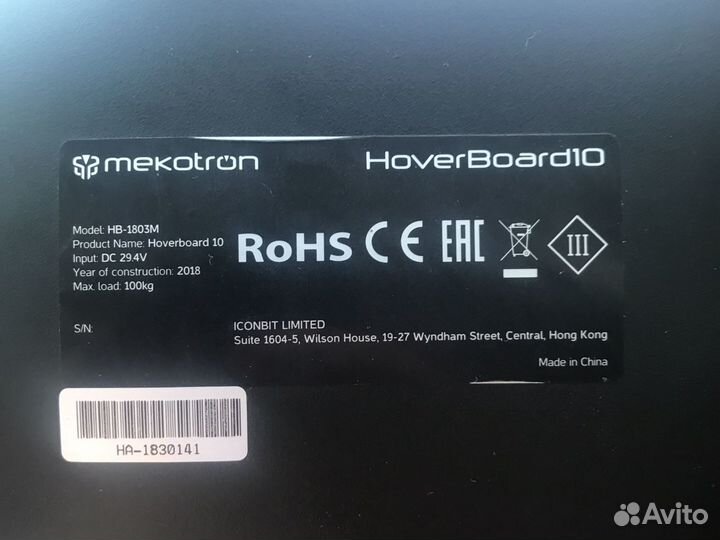 mekotron HoverBoard10
Model: HB-1803M
Product Name: Hoverboard 10
Input: DC 29.4V
Year of construction: 2018
Max. load: 100kg
RoHS CE EAC III
S/N:
ICONBIT LIMITED
Suite 1604-5, Wilson House, 19-27 Wyndham Street, Central, Hong Kong
Made in China
HA-1830141
Avito